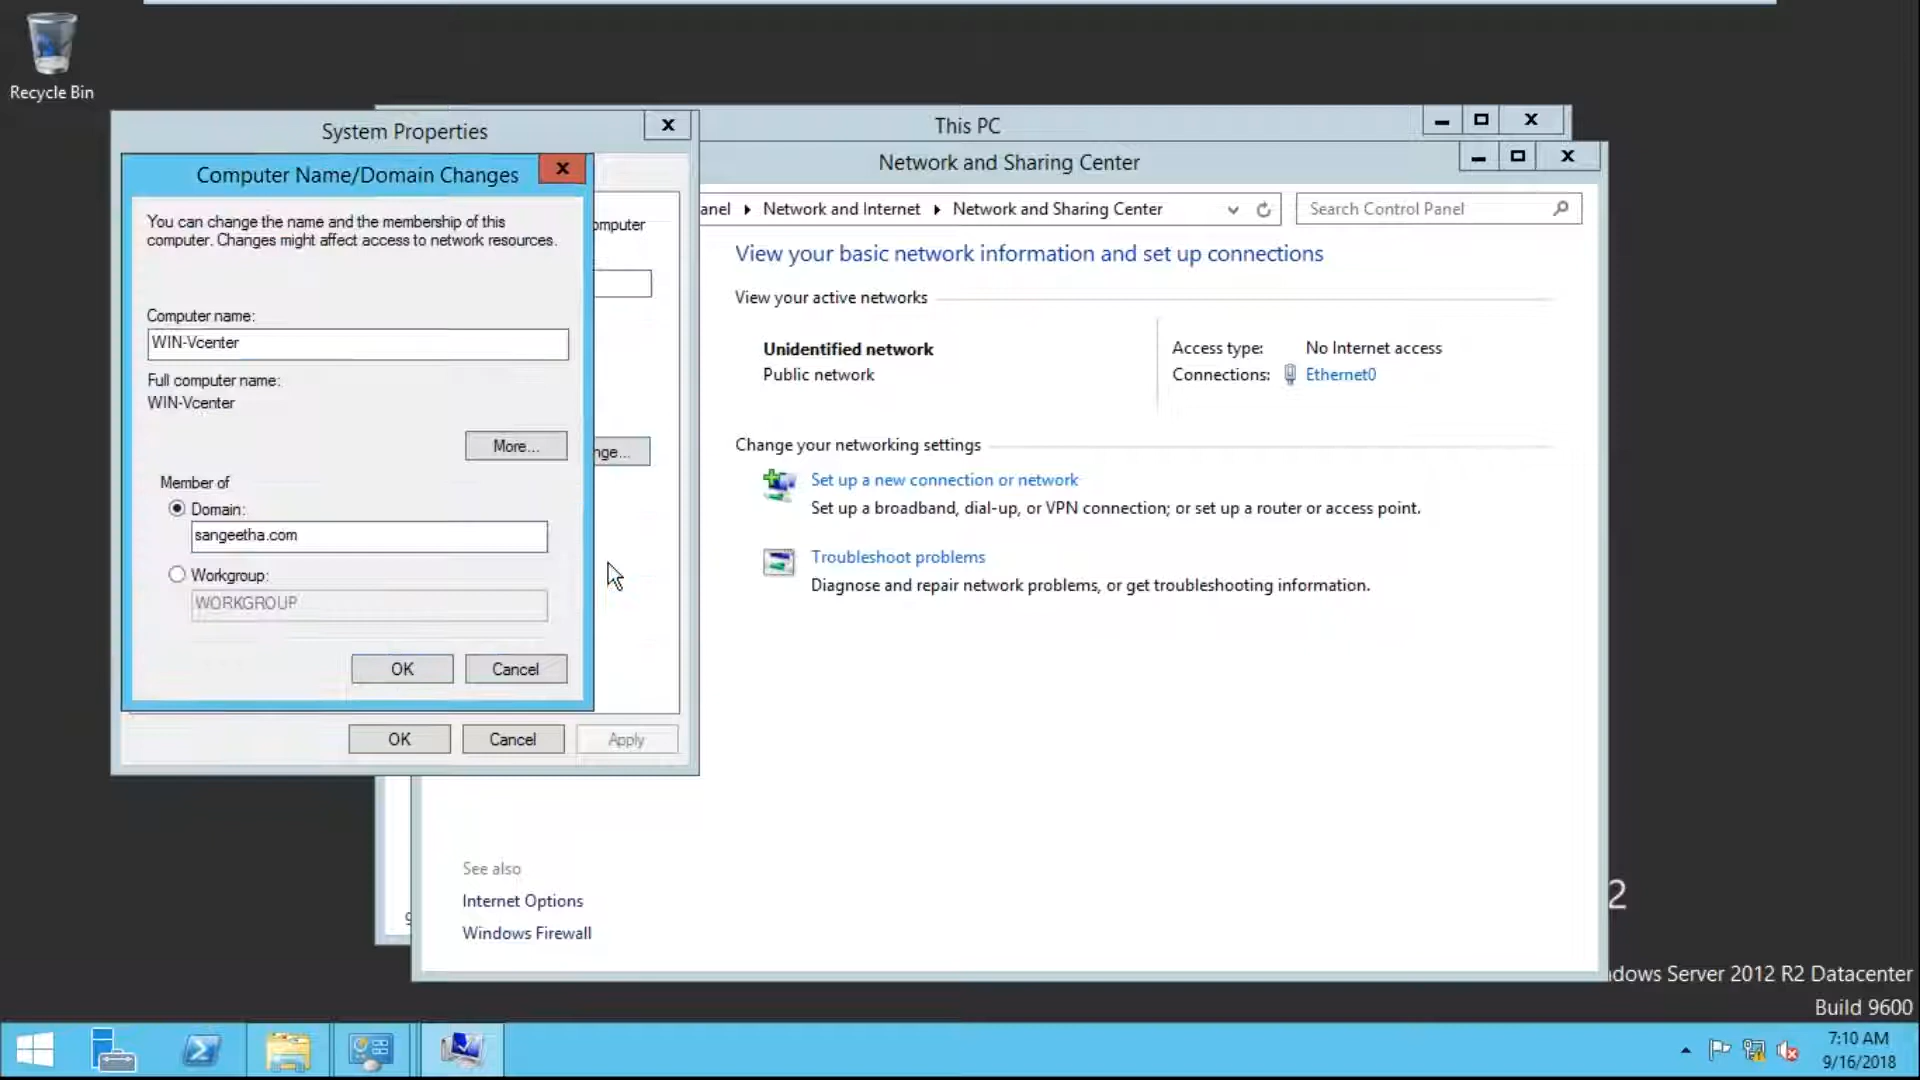 Recycle Bin
System Properties
This PC
Computer Name/Domain Changes
Network and Sharing Center
You can change the name and the membership of this
computer. Changes might affect access to network resources.
Computer name:
WIN-Vcenter
Full computer name:
WIN-Vcenter
More...
Member of
Domain:
sangeetha.com
Workgroup:
WORKGROUP
OK
Cancel
OK
Cancel
Apply
Network and Internet
Network and Sharing Center
Search Control Panel
View your basic network information and set up connections
View your active networks
Unidentified network
Public network
Access type:
No Internet access
Connections:
Ethernet0
Change your networking settings
Set up a new connection or network
Set up a broadband, dial-up, or VPN connection; or set up a router or access point.
Troubleshoot problems
Diagnose and repair network problems, or get troubleshooting information.
See also
Internet Options
Windows Firewall
2
Server 2012 R2 Datacenter
Build 9600
7:10 AM
9/16/2018